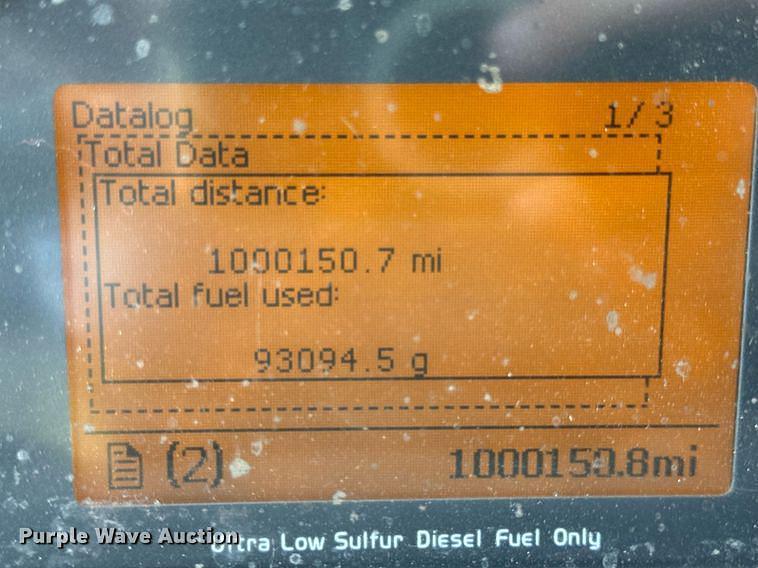 Datalog 1/3
Total Data
Total distance:
1000150.7 mi
Total fuel used:
93094.5 g
(2) 1000150.8mi
Ultra Low Sulfur Diesel Fuel Only
Purple Wave Auction